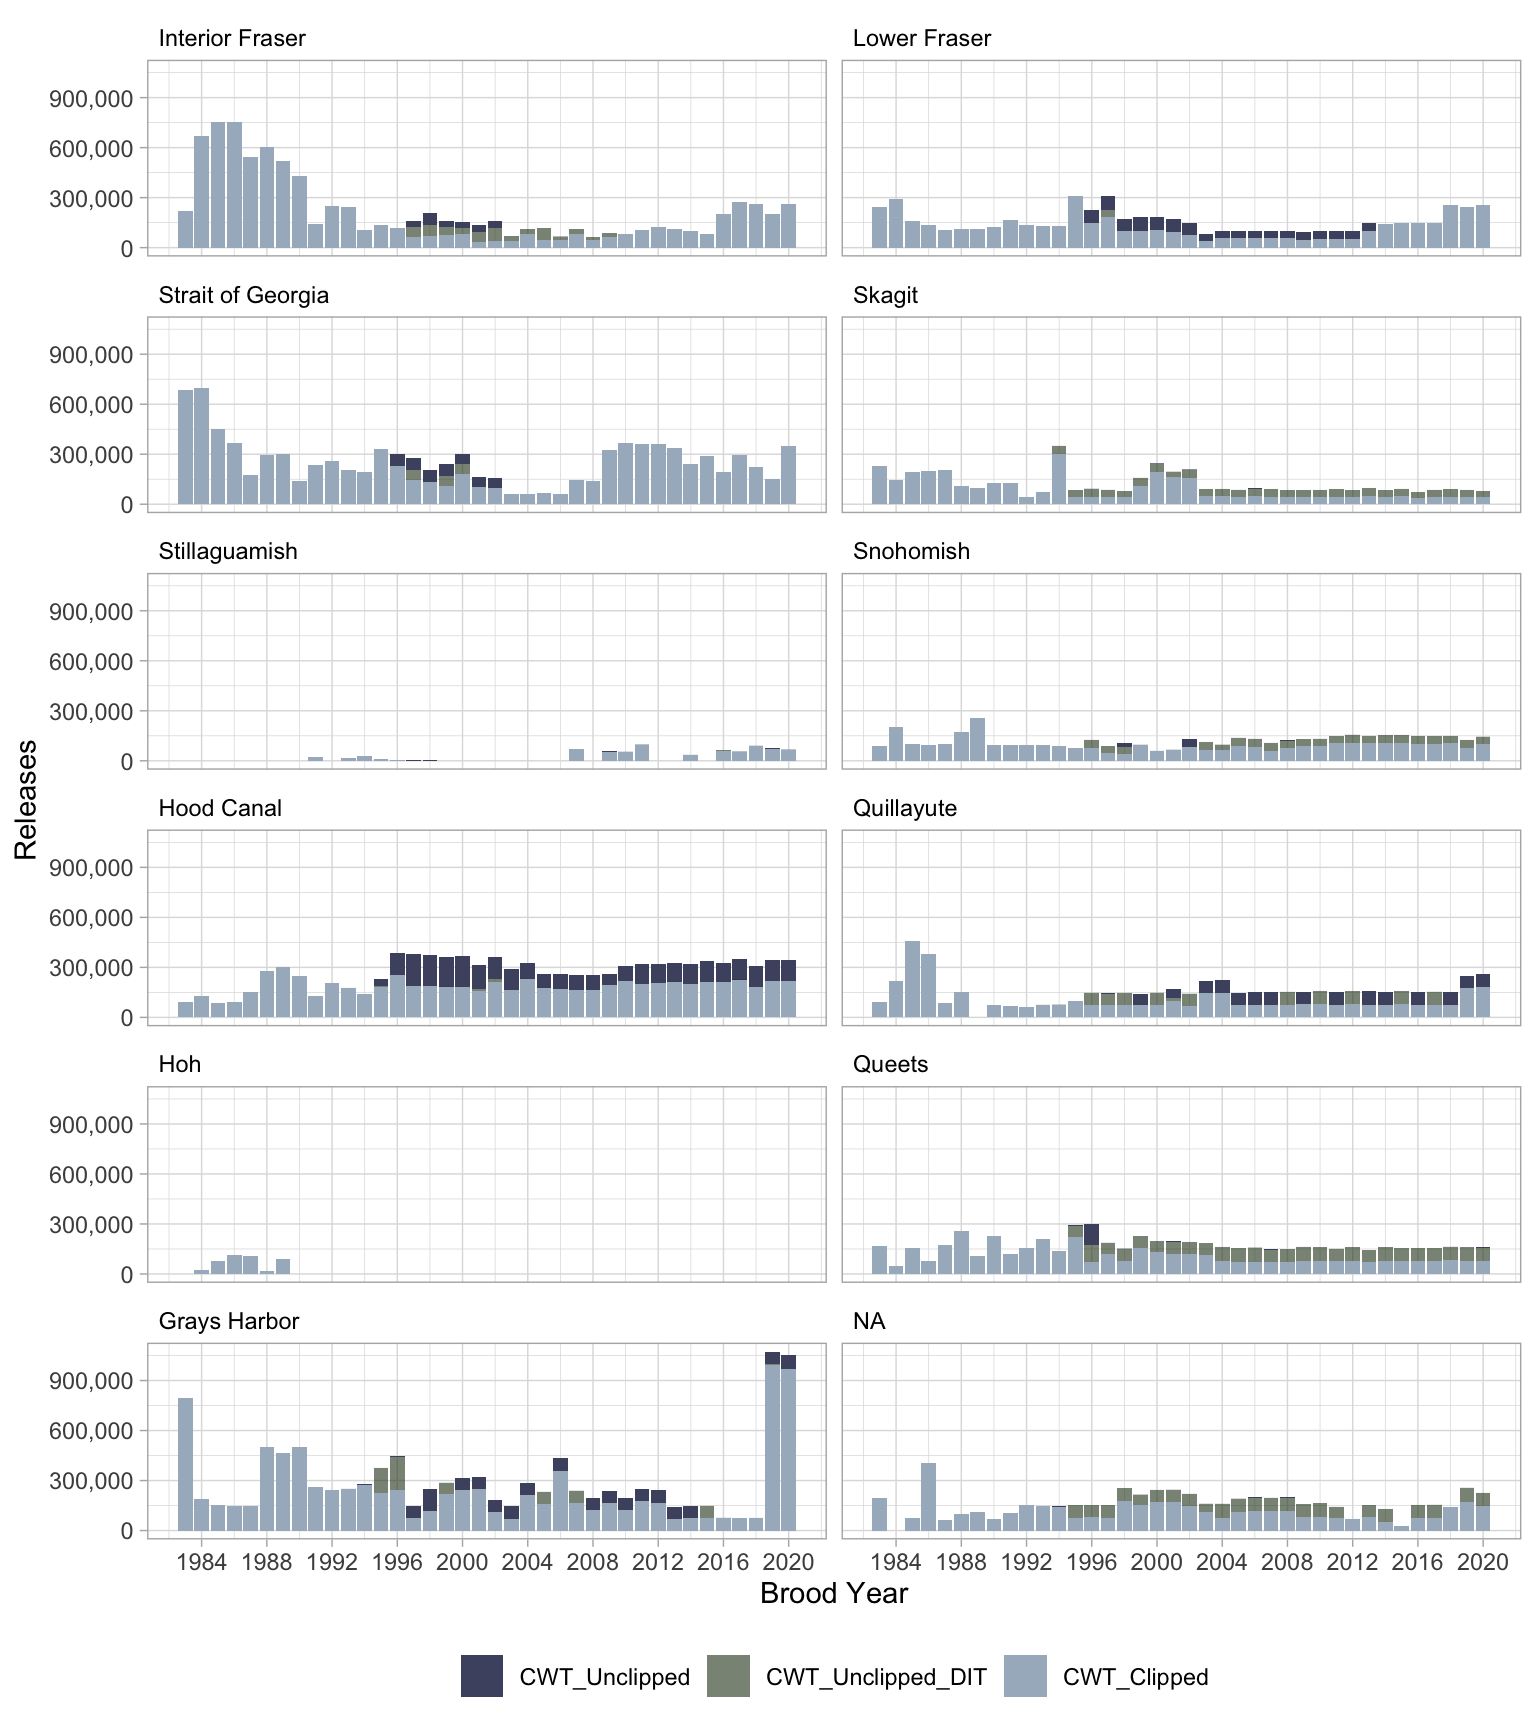 Interior Fraser
Lower Fraser
900,000
600,000
300,000
0
Strait of Georgia
Skagit
900,000
600,000
300,000
0
Stillaguamish
Snohomish
900,000
600,000
300,000
0
Hood Canal
Quillayute
900,000
600,000
300,000
0
Hoh
Queets
900,000
600,000
300,000
0
Grays Harbor
NA
900,000
600,000
300,000
0
Releases
1984 1988 1992 1996 2000 2004 2008 2012 2016 2020
1984 1988 1992 1996 2000 2004 2008 2012 2016 2020
Brood Year
CWT_Unclipped
CWT_Unclipped_DIT
CWT_Clipped